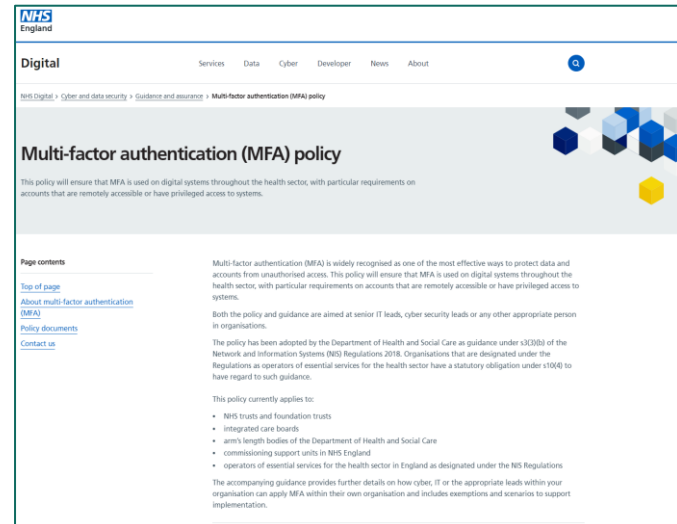 NHS
England
Digital
Services Data Cyber Developer News About
NHS Digital > Cyber and data security > Guidance and assurance > Multi-factor authentication (MFA) policy
Multi-factor authentication (MFA) policy
This policy will ensure that MFA is used on digital systems throughout the health sector, with particular requirements on
accounts that are remotely accessible or have privileged access to systems.
Page contents
Top of page
About multi-factor authentication
(MFA)
Policy documents
Contact us
Multi-factor authentication (MFA) is widely recognised as one of the most effective ways to protect data and
accounts from unauthorised access. This policy will ensure that MFA is used on digital systems throughout the
health sector, with particular requirements on accounts that are remotely accessible or have privileged access to
systems.
Both the policy and guidance are aimed at senior IT leads, cyber security leads or any other appropriate person
in organisations.
The policy has been adopted by the Department of Health and Social Care as guidance under s3(3)(b) of the
Network and Information Systems (NIS) Regulations 2018. Organisations that are designated under the
Regulations as operators of essential services for the health sector have a statutory obligation under s10(4) to
have regard to such guidance.
This policy currently applies to:
• NHS trusts and foundation trusts
• integrated care boards
• arm's length bodies of the Department of Health and Social Care
• commissioning support units in NHS England
• operators of essential services for the health sector in England as designated under the NIS Regulations
The accompanying guidance provides further details on how cyber, IT or the appropriate leads within your
organisation can apply MFA within their own organisation and includes exemptions and scenarios to support
implementation.